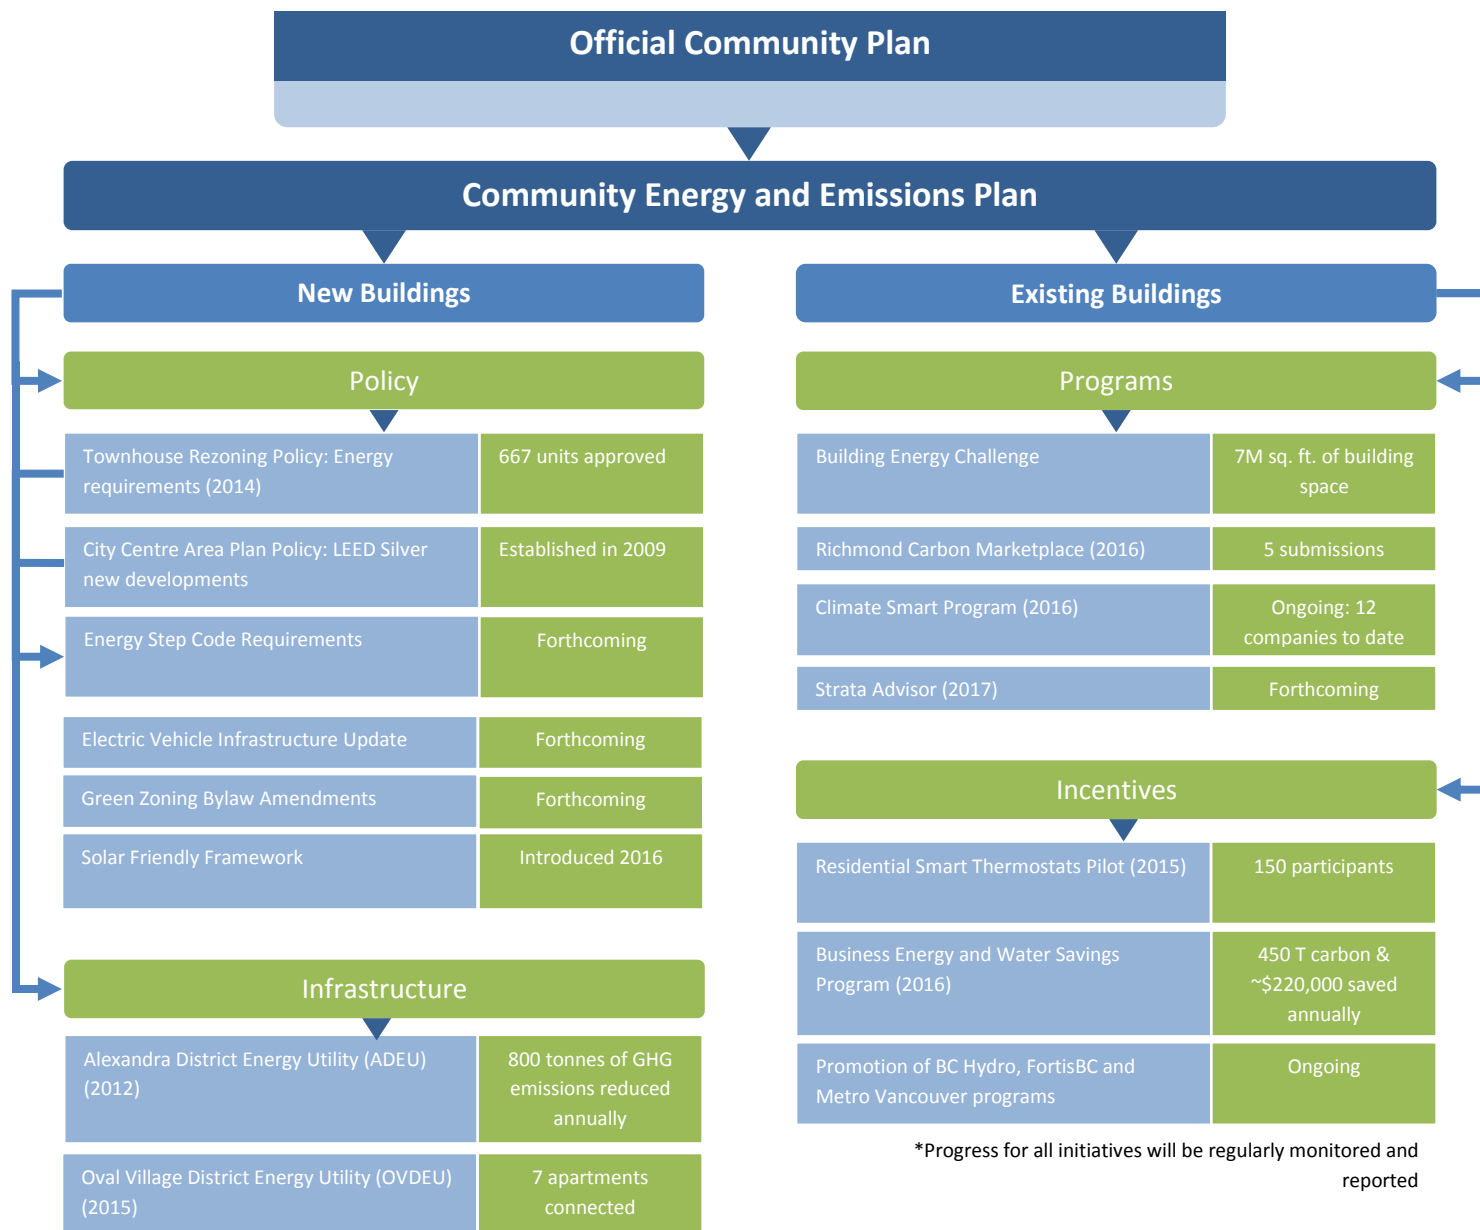 Official Community Plan
Community Energy and Emissions Plan
New Buildings
Policy
Townhouse Rezoning Policy: Energy
requirements (2014)
667 units approved
City Centre Area Plan Policy: LEED Silver
new developments
Established in 2009
Energy Step Code Requirements
Forthcoming
Electric Vehicle Infrastructure Update
Forthcoming
Green Zoning Bylaw Amendments
Forthcoming
Solar Friendly Framework
Introduced 2016
Infrastructure
Alexandra District Energy Utility (ADEU)
(2012)
800 tonnes of GHG
emissions reduced
annually
Oval Village District Energy Utility (OVDEU)
(2015)
7 apartments
connected
Existing Buildings
Programs
Building Energy Challenge
7M sq. ft. of building
space
Richmond Carbon Marketplace (2016)
5 submissions
Climate Smart Program (2016)
Ongoing: 12
companies to date
Strata Advisor (2017)
Forthcoming
Incentives
Residential Smart Thermostats Pilot (2015)
150 participants
Business Energy and Water Savings
Program (2016)
450 T carbon &
~$220,000 saved
annually
Promotion of BC Hydro, FortisBC and
Metro Vancouver programs
Ongoing
*Progress for all initiatives will be regularly monitored and
reported